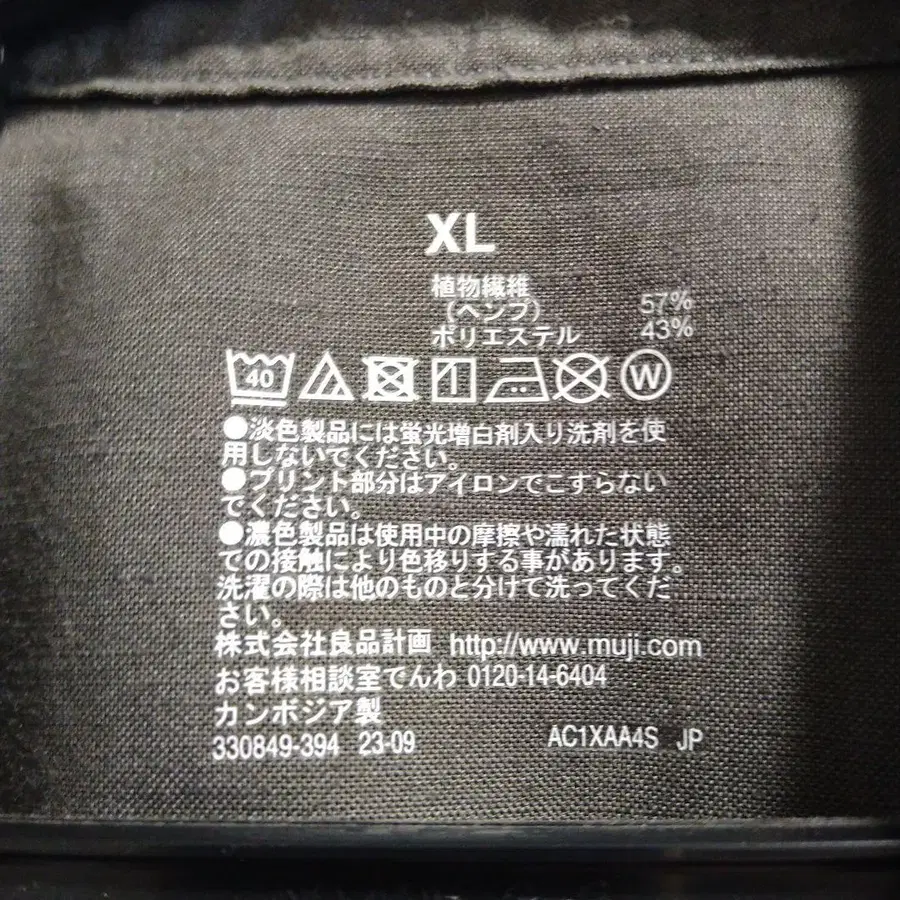 XL
植物繊維
(ヘンプ) 57%
ポリエステル 43%
40 W
●淡色製品には蛍光増白剤入り洗剤を使
用しないでください。
●プリント部分はアイロンでこすらない
でください。
●濃色製品は使用中の摩擦や濡れた状態
での接触により色移りする事があります。
洗濯の際は他のものと分けて洗ってくだ
さい。
株式会社良品計画 http://www.muji.com
お客様相談室でんわ 0120-14-6404
カンボジア製
330849-394 23-09 AC1XAA4S JP